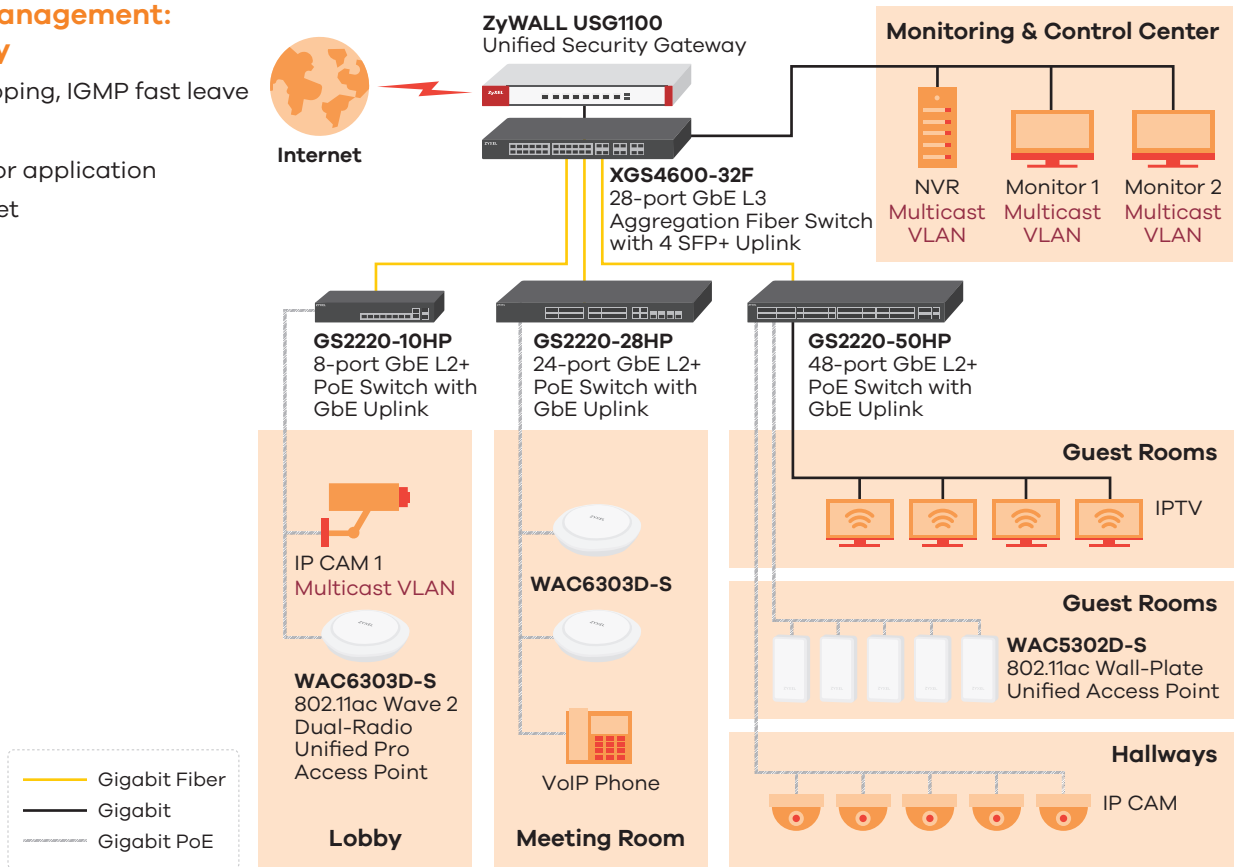 anagement:
y
ping, IGMP fast leave
or application
et
Internet
ZyWALL USG1100
Unified Security Gateway
ZyXEL
ZYXEL
XGS4600-32F
28-port GbE L3
Aggregation Fiber Switch
with 4 SFP+ Uplink
Monitoring & Control Center
NVR
Multicast
VLAN
Monitor 1
Multicast
VLAN
Monitor 2
Multicast
VLAN
GS2220-10HP
8-port GbE L2+
PoE Switch with
GbE Uplink
GS2220-28HP
24-port GbE L2+
PoE Switch with
GbE Uplink
GS2220-50HP
48-port GbE L2+
PoE Switch with
GbE Uplink
IP CAM 1
Multicast VLAN
ZYXEL
WAC6303D-S
802.11ac Wave 2
Dual-Radio
Unified Pro
Access Point
Lobby
ZYXEL
WAC6303D-S
ZYXEL
VoIP Phone
Meeting Room
Guest Rooms
IPTV
Guest Rooms
WAC5302D-S
802.11ac Wall-Plate
Unified Access Point
Hallways
IP CAM
Gigabit Fiber
Gigabit
Gigabit PoE